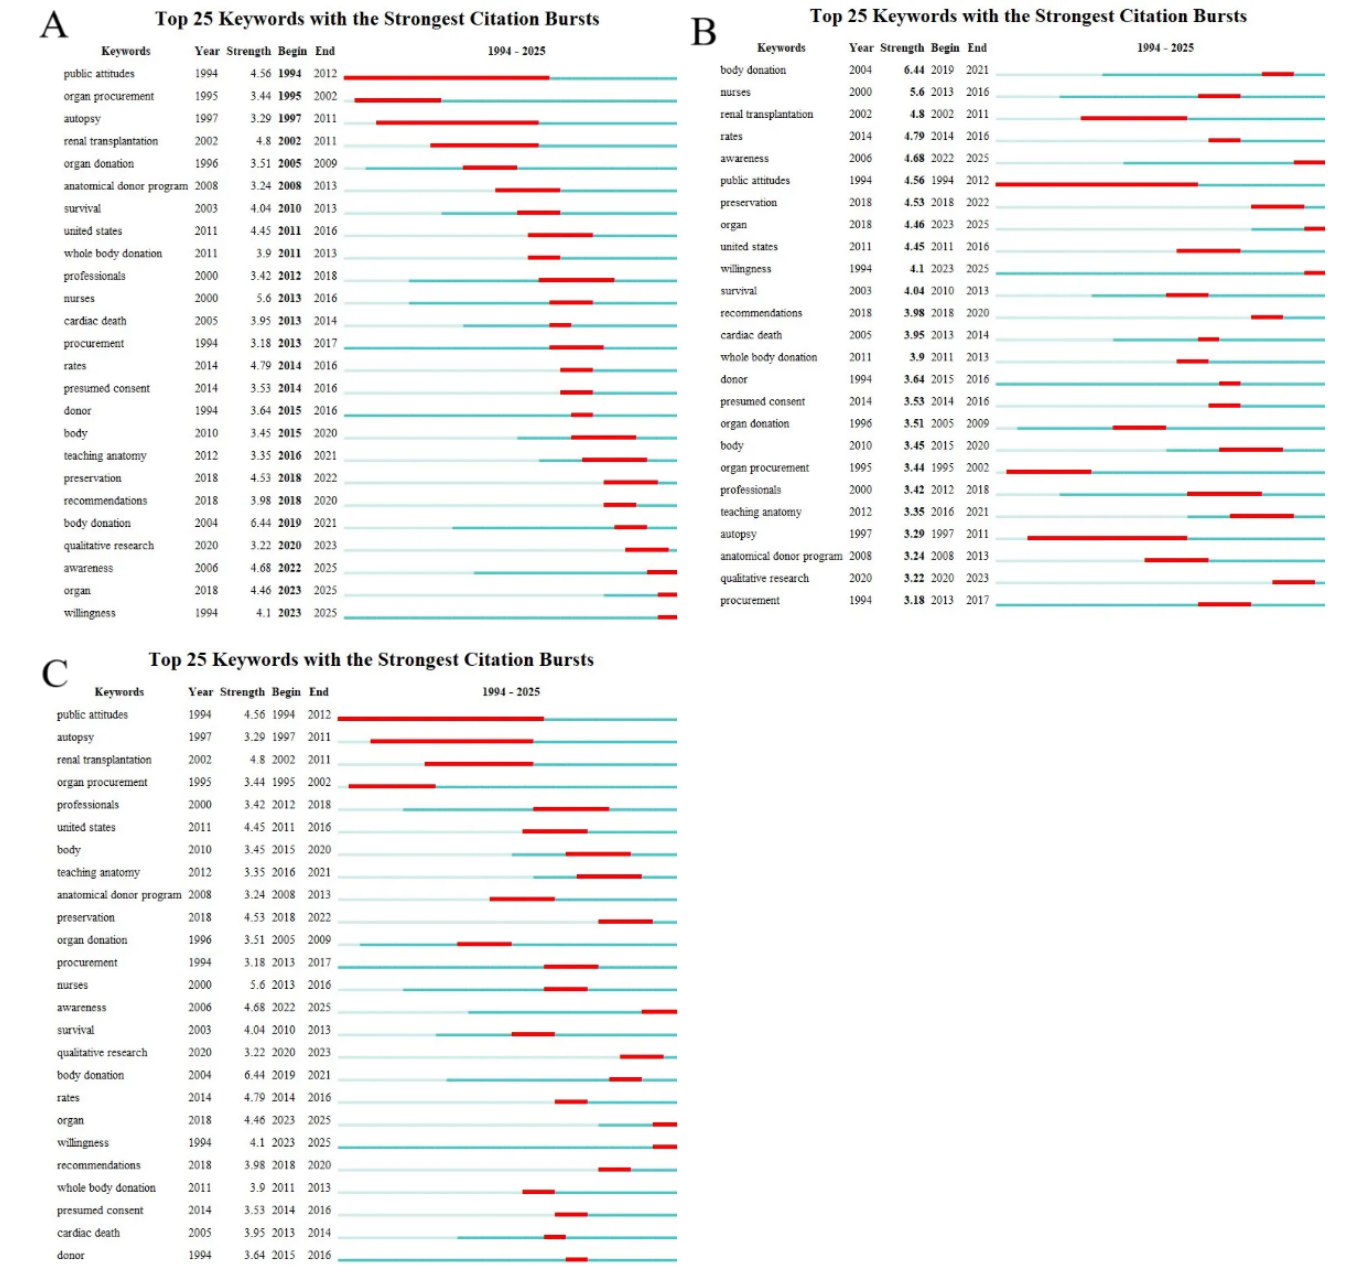 A
Top 25 Keywords with the Strongest Citation Bursts
Keywords Year Strength Begin End 1994 - 2025
public attitudes 1994 4.56 1994 2012
organ procurement 1995 3.44 1995 2002
autopsy 1997 3.29 1997 2011
renal transplantation 2002 4.8 2002 2011
organ donation 1996 3.51 2005 2009
anatomical donor program 2008 3.24 2008 2013
survival 2003 4.04 2010 2013
united states 2011 4.45 2011 2016
whole body donation 2011 3.9 2011 2013
professionals 2000 3.42 2012 2018
nurses 2000 5.6 2013 2016
cardiac death 2005 3.95 2013 2014
procurement 1994 3.18 2013 2017
rates 2014 4.79 2014 2016
presumed consent 2014 3.53 2014 2016
donor 1994 3.64 2015 2016
body 2010 3.45 2015 2020
teaching anatomy 2012 3.35 2016 2021
preservation 2018 4.53 2018 2022
recommendations 2018 3.98 2018 2020
body donation 2004 6.44 2019 2021
qualitative research 2020 3.22 2020 2023
awareness 2006 4.68 2022 2025
organ 2018 4.46 2023 2025
willingness 1994 4.1 2023 2025
B
Top 25 Keywords with the Strongest Citation Bursts
Keywords Year Strength Begin End 1994 - 2025
body donation 2004 6.44 2019 2021
nurses 2000 5.6 2013 2016
renal transplantation 2002 4.8 2002 2011
rates 2014 4.79 2014 2016
awareness 2006 4.68 2022 2025
public attitudes 1994 4.56 1994 2012
preservation 2018 4.53 2018 2022
organ 2018 4.46 2023 2025
united states 2011 4.45 2011 2016
willingness 1994 4.1 2023 2025
survival 2003 4.04 2010 2013
recommendations 2018 3.98 2018 2020
cardiac death 2005 3.95 2013 2014
whole body donation 2011 3.9 2011 2013
donor 1994 3.64 2015 2016
presumed consent 2014 3.53 2014 2016
organ donation 1996 3.51 2005 2009
body 2010 3.45 2015 2020
organ procurement 1995 3.44 1995 2002
professionals 2000 3.42 2012 2018
teaching anatomy 2012 3.35 2016 2021
autopsy 1997 3.29 1997 2011
anatomical donor program 2008 3.24 2008 2013
qualitative research 2020 3.22 2020 2023
procurement 1994 3.18 2013 2017
C
Top 25 Keywords with the Strongest Citation Bursts
Keywords Year Strength Begin End 1994 - 2025
public attitudes 1994 4.56 1994 2012
autopsy 1997 3.29 1997 2011
renal transplantation 2002 4.8 2002 2011
organ procurement 1995 3.44 1995 2002
professionals 2000 3.42 2012 2018
united states 2011 4.45 2011 2016
body 2010 3.45 2015 2020
teaching anatomy 2012 3.35 2016 2021
anatomical donor program 2008 3.24 2008 2013
preservation 2018 4.53 2018 2022
organ donation 1996 3.51 2005 2009
procurement 1994 3.18 2013 2017
nurses 2000 5.6 2013 2016
awareness 2006 4.68 2022 2025
survival 2003 4.04 2010 2013
qualitative research 2020 3.22 2020 2023
body donation 2004 6.44 2019 2021
rates 2014 4.79 2014 2016
organ 2018 4.46 2023 2025
willingness 1994 4.1 2023 2025
recommendations 2018 3.98 2018 2020
whole body donation 2011 3.9 2011 2013
presumed consent 2014 3.53 2014 2016
cardiac death 2005 3.95 2013 2014
donor 1994 3.64 2015 2016